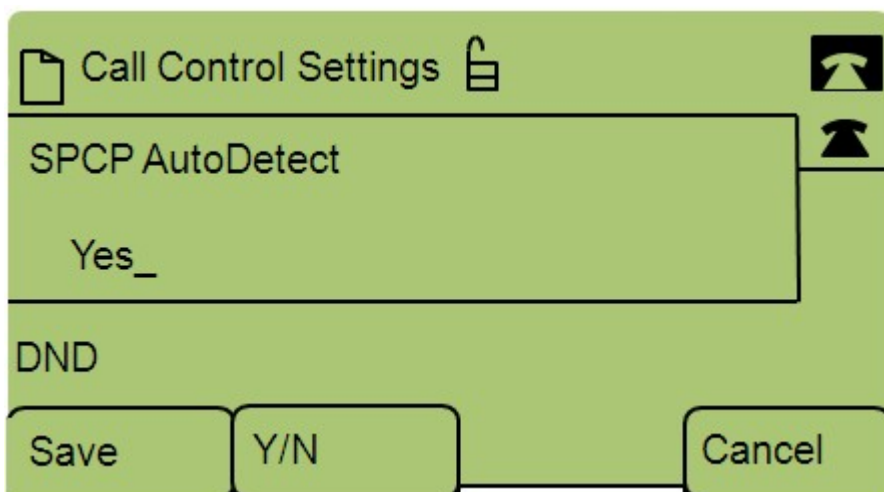 Call Control Settings
SPCP AutoDetect
Yes_
DND
Save Y/N Cancel